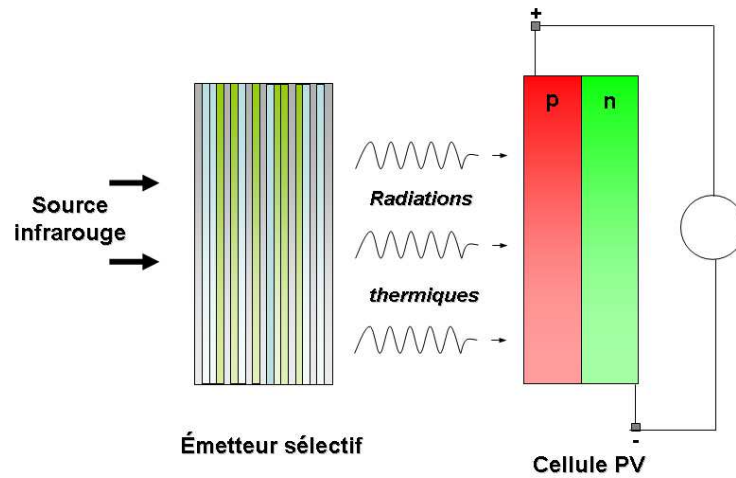 +
p n
Source
infrarouge
Radiations
thermiques
Émetteur sélectif
-
Cellule PV